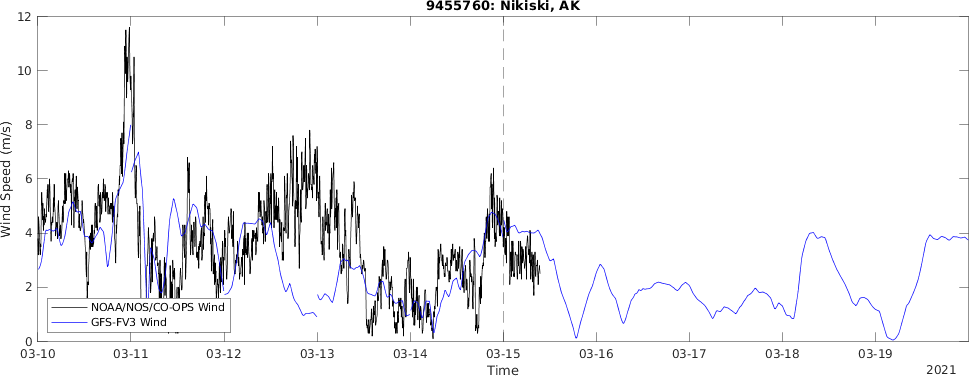 9455760: Nikiski, AK
12
10
8
6
4
2
0
Wind Speed (m/s)
NOAA/NOS/CO-OPS Wind
GFS-FV3 Wind
03-10 03-11 03-12 03-13 03-14 03-15 03-16 03-17 03-18 03-19
Time
2021